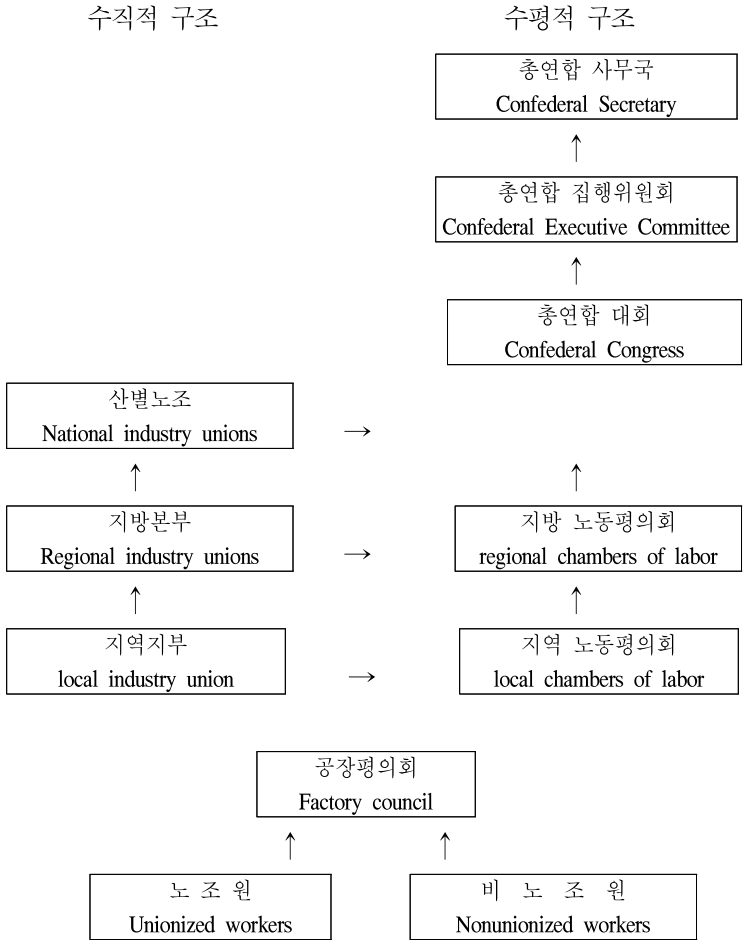 수직적 구조
수평적 구조
총연합 사무국
Confederal Secretary
↑
총연합 집행위원회
Confederal Executive Committee
↑
총연합 대회
Confederal Congress
산별노조
National industry unions
→
↑
↑
지방본부
Regional industry unions
→
지방 노동평의회
regional chambers of labor
↑
↑
지역지부
local industry union
→
지역 노동평의회
local chambers of labor
공장평의회
Factory council
↑
↑
노 조 원
Unionized workers
비 노 조 원
Nonunionized workers